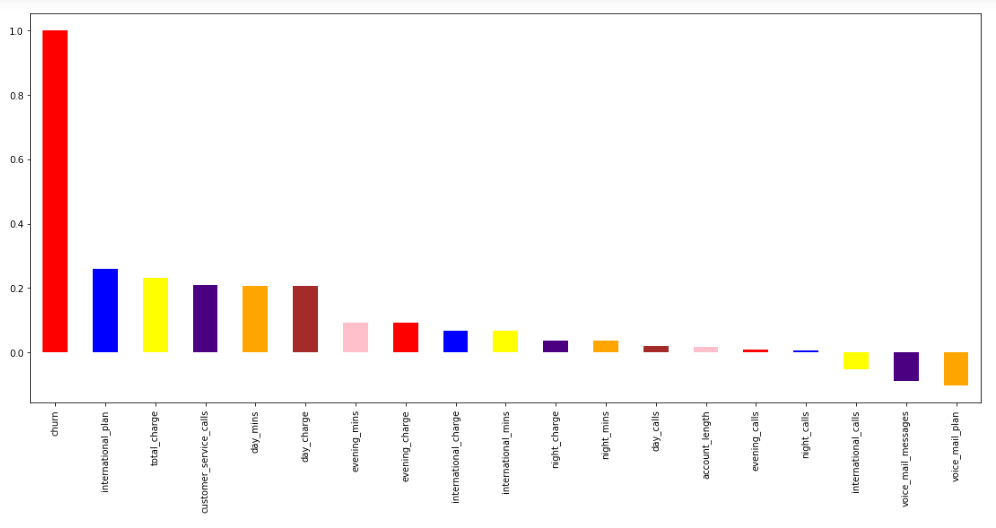 1.0
0.8
0.6
0.4
0.2
0.0
churn
international_plan
total_charge
customer_service_calls
day_mins
day_charge
evening_mins
evening_charge
international_charge
international_mins
night_charge
night_mins
day_calls
account_length
evening_calls
night_calls
international_calls
voice_mail_messages
voice_mail_plan